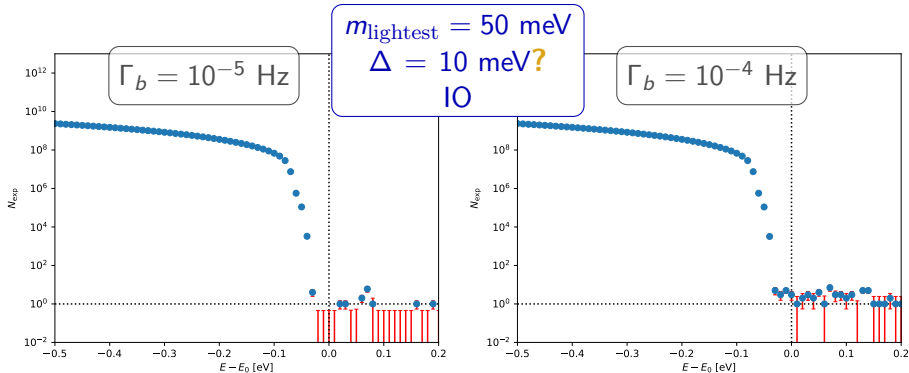 m_lightest = 50 meV
Δ = 10 meV?
IO
Γ_b = 10^-5 Hz
10^12
10^10
10^8
10^6
10^4
10^2
10^0
10^-2
N_exp
−0.5 −0.4 −0.3 −0.2 −0.1 0.0 0.1 0.2
E − E_0 [eV]
Γ_b = 10^-4 Hz
10^12
10^10
10^8
10^6
10^4
10^2
10^0
10^-2
N_exp
−0.5 −0.4 −0.3 −0.2 −0.1 0.0 0.1 0.2
E − E_0 [eV]